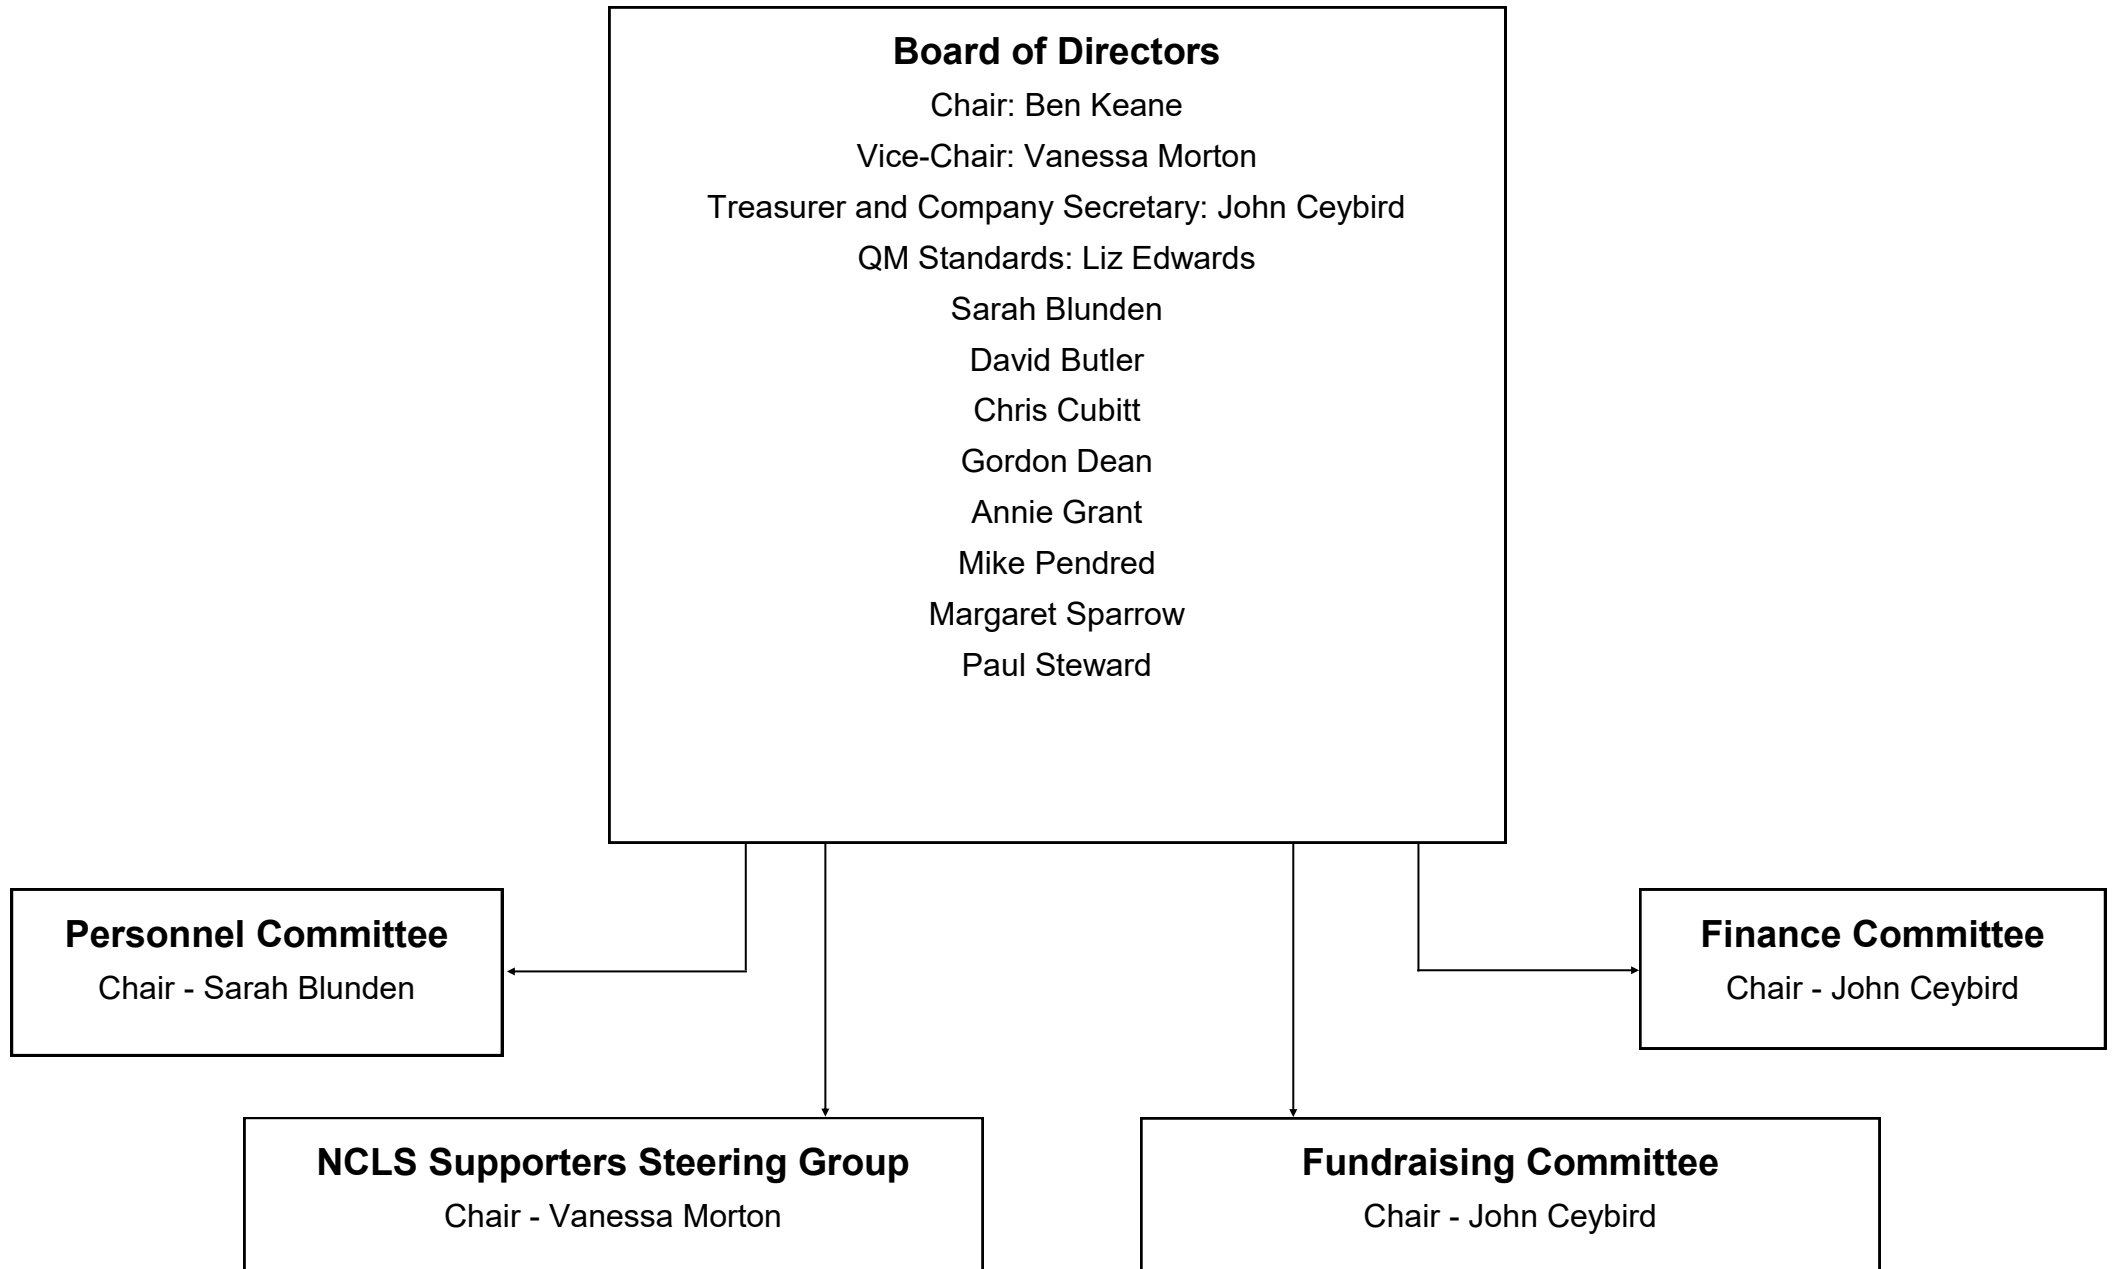 Board of Directors
Chair: Ben Keane
Vice-Chair: Vanessa Morton
Treasurer and Company Secretary: John Ceybird
QM Standards: Liz Edwards
Sarah Blunden
David Butler
Chris Cubitt
Gordon Dean
Annie Grant
Mike Pendred
Margaret Sparrow
Paul Steward
Personnel Committee
Chair - Sarah Blunden
Finance Committee
Chair - John Ceybird
NCLS Supporters Steering Group
Chair - Vanessa Morton
Fundraising Committee
Chair - John Ceybird